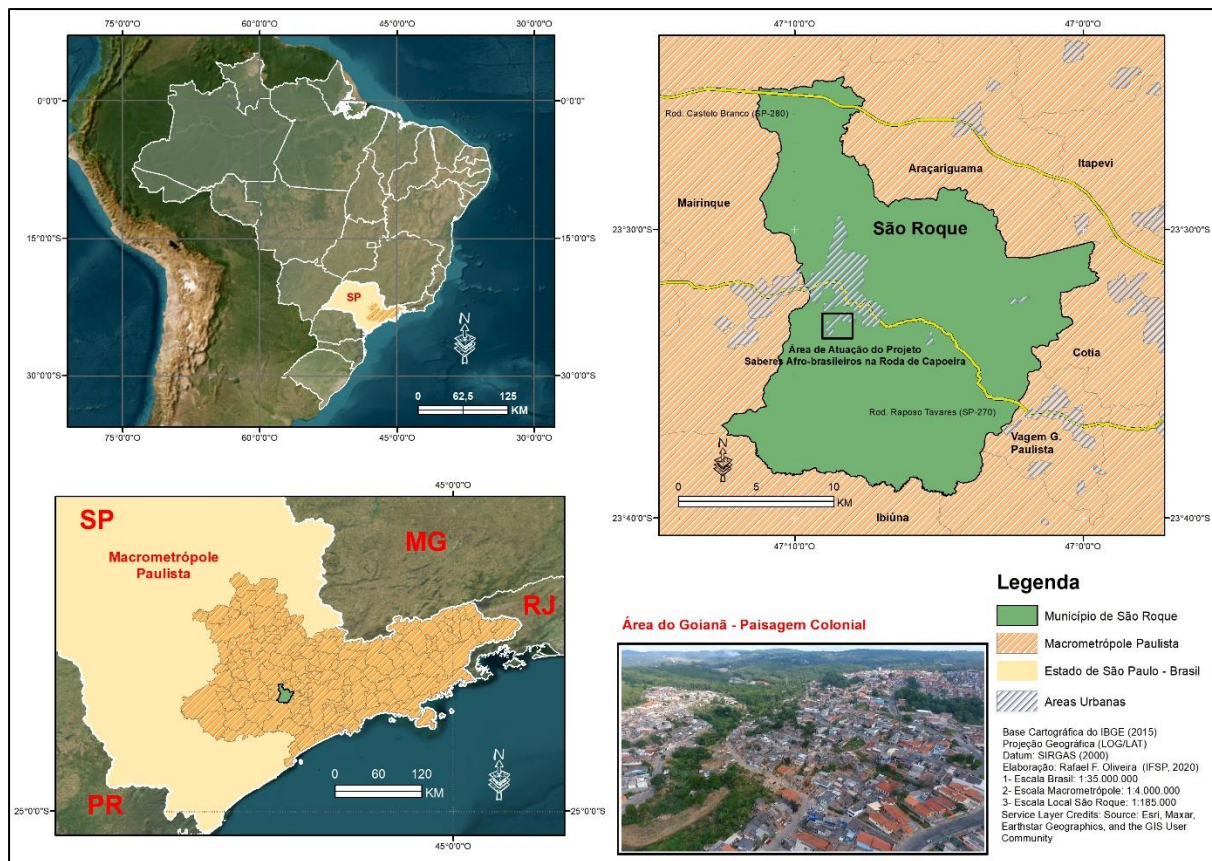 75°0'0"O 60°0'0"O 45°0'0"O
0°0'0"
0°0'0"
15°0'0"S
15°0'0"S
SP
N
30°0'0"S
30°0'0"S
0 62,5 125
KM
75°0'0"O 60°0'0"O 45°0'0"O 30°0'0"O
47°10'0"O 47°0'0"O
Rod. Castelo Branco (SP-280)
Araçariguama
Itapevi
Mairinque
São Roque
23°30'0"S
23°30'0"S
Área de Atuação do Projeto
Saberes Afro-brasileiros na Roda de Capoeira
Cotia
Rod. Raposo Tavares (SP-270)
Vagem G.
Paulista
N
0 5 10
KM
Ibiúna
23°40'0"S
23°40'0"S
47°10'0"O 47°0'0"O
45°0'0"O
SP
Macrometrópole
Paulista
MG
RJ
N
0 60 120
KM
PR
25°0'0"S
25°0'0"S
45°0'0"O
Área do Goianã - Paisagem Colonial
Legenda
Município de São Roque
Macrometrópole Paulista
Estado de São Paulo - Brasil
Areas Urbanas
Base Cartográfica do IBGE (2015)
Projeção Geográfica (LOG/LAT)
Datum: SIRGAS (2000)
Elaboração: Rafael F. Oliveira (IFSP, 2020)
1- Escala Brasil: 1:35.000.000
2- Escala Macrometrópole: 1:4.000.000
3- Escala Local São Roque: 1:185.000
Service Layer Credits: Source: Esri, Maxar,
Earthstar Geographics, and the GIS User
Community